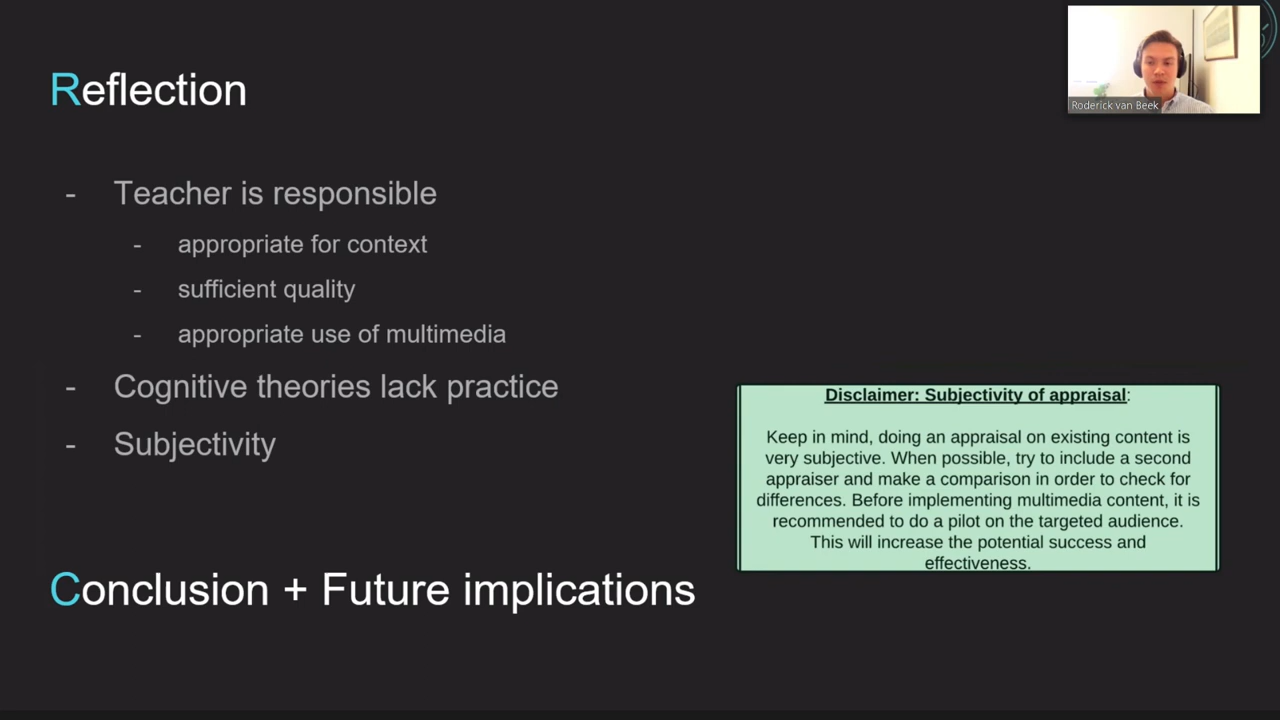 Reflection
Roderick van Beek
- Teacher is responsible
- appropriate for context
- sufficient quality
- appropriate use of multimedia
- Cognitive theories lack practice
- Subjectivity
Disclaimer: Subjectivity of appraisal:
Keep in mind, doing an appraisal on existing content is
very subjective. When possible, try to include a second
appraiser and make a comparison in order to check for
differences. Before implementing multimedia content, it is
recommended to do a pilot on the targeted audience.
This will increase the potential success and
effectiveness.
Conclusion + Future implications